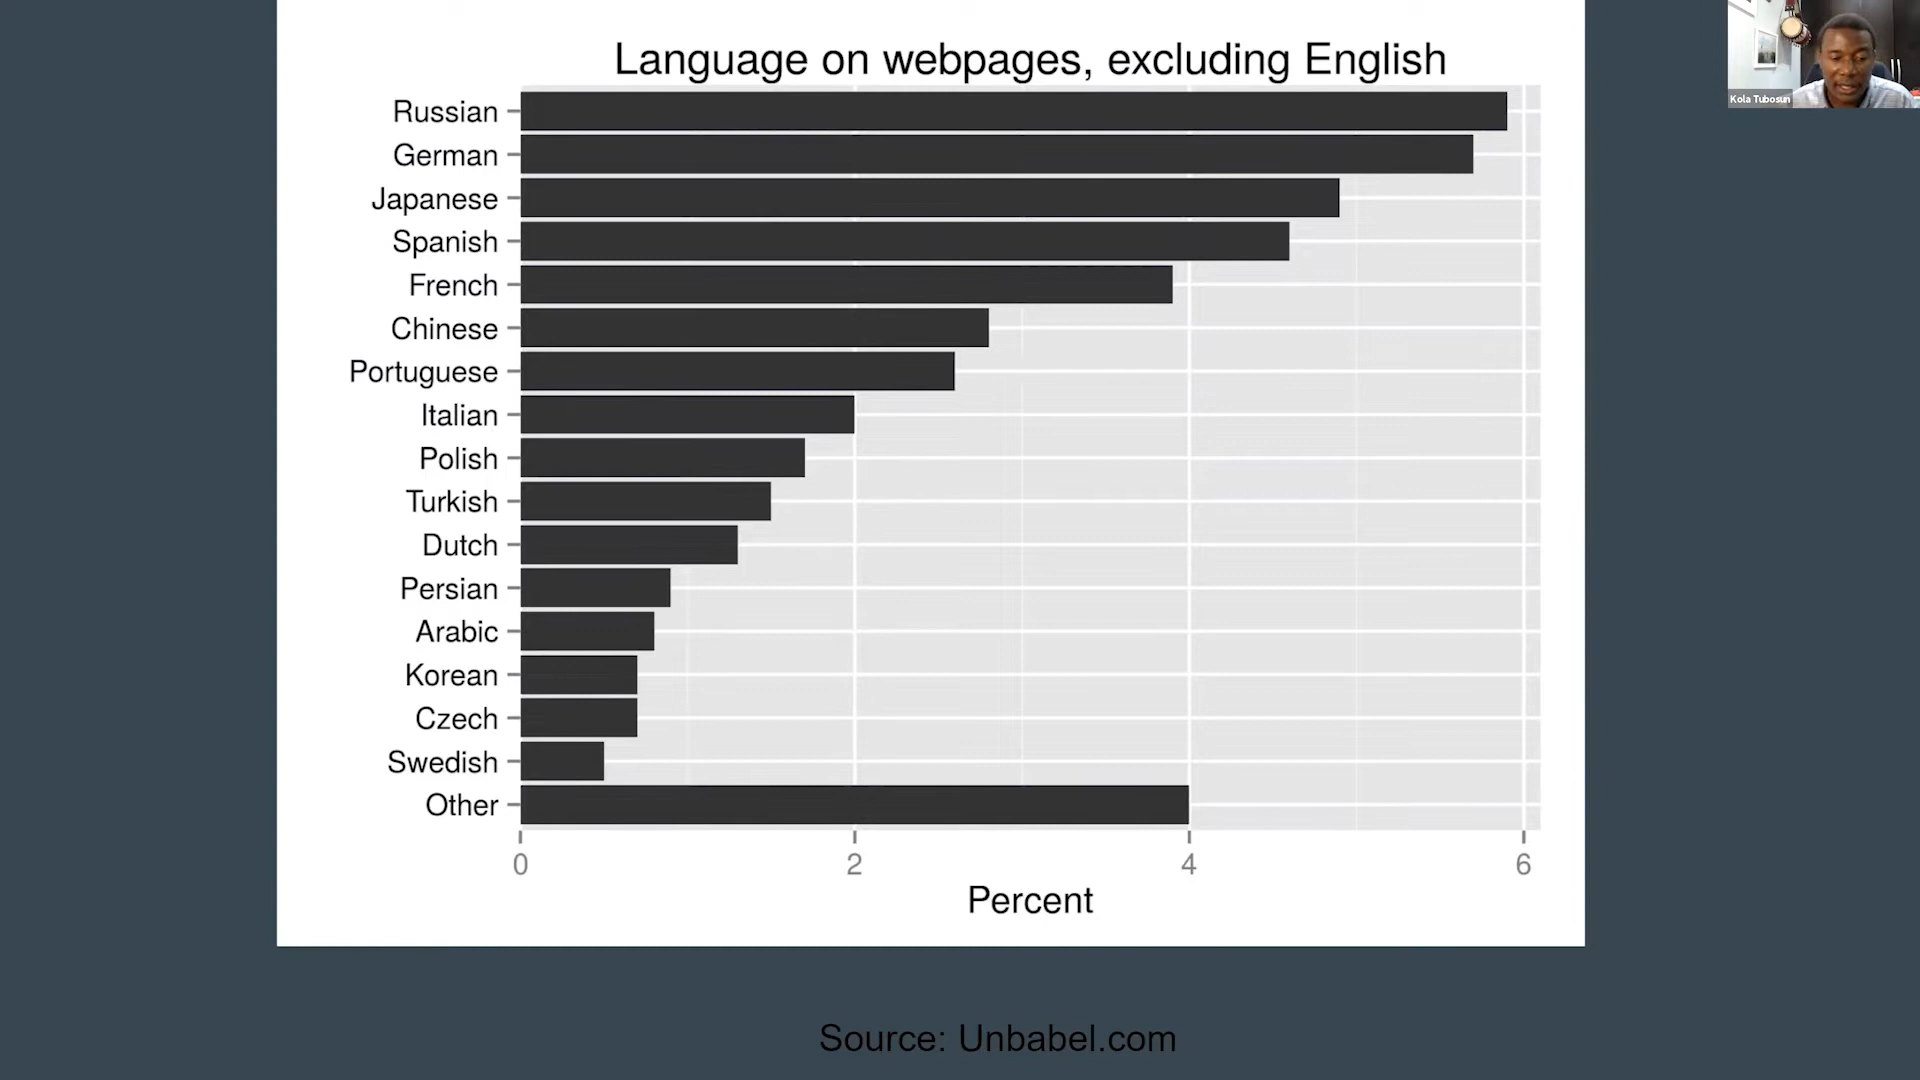 Language on webpages, excluding English
Russian
German
Japanese
Spanish
French
Chinese
Portuguese
Italian
Polish
Turkish
Dutch
Persian
Arabic
Korean
Czech
Swedish
Other
0 2 4 6
Percent
Source: Unbabel.com
Kola Tubosun